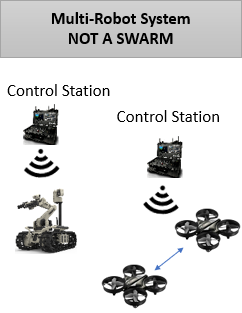 Multi-Robot System
NOT A SWARM
Control Station
Control Station